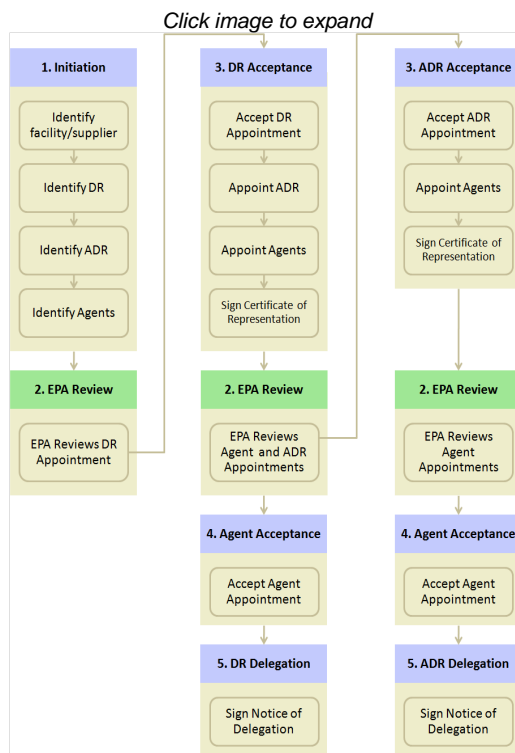 Click image to expand
1. Initiation
Identify
facility/supplier
Identify DR
Identify ADR
Identify Agents
2. EPA Review
EPA Reviews DR
Appointment
3. DR Acceptance
Accept DR
Appointment
Appoint ADR
Appoint Agents
Sign Certificate of
Representation
2. EPA Review
EPA Reviews
Agent and ADR
Appointments
4. Agent Acceptance
Accept Agent
Appointment
5. DR Delegation
Sign Notice of
Delegation
3. ADR Acceptance
Accept ADR
Appointment
Appoint Agents
Sign Certificate of
Representation
2. EPA Review
EPA Reviews
Agent
Appointments
4. Agent Acceptance
Accept Agent
Appointment
5. ADR Delegation
Sign Notice of
Delegation